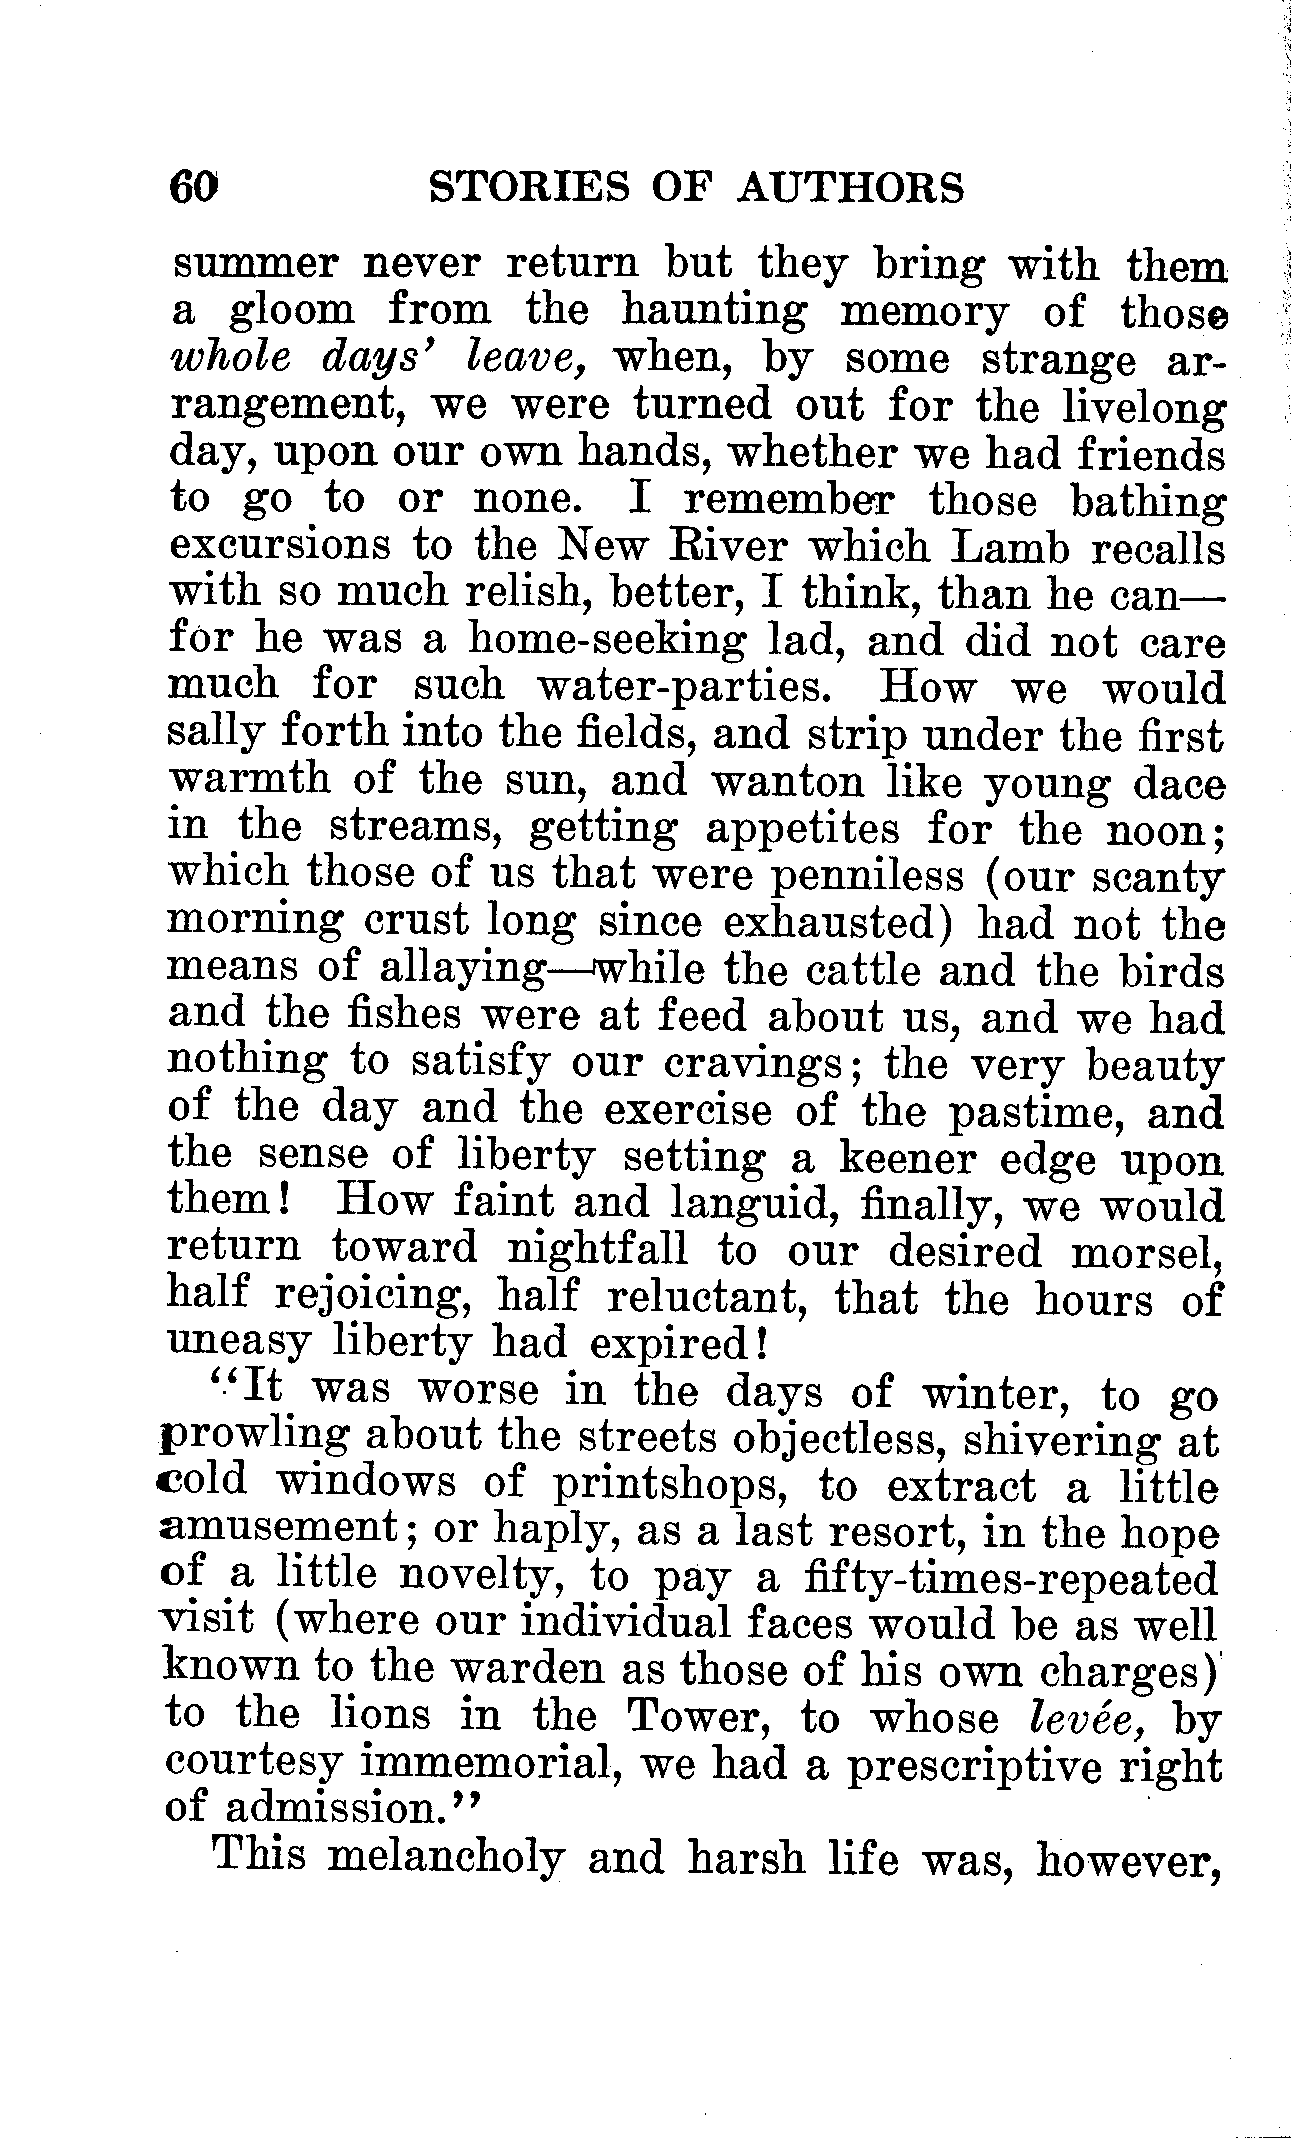 60 STORIES OF AUTHORS
summer never return but they bring with them
a gloom from the haunting memory of those
whole days' leave, when, by some strange ar-
rangement, we were turned out for the livelong
day, upon our own hands, whether we had friends
to go to or none. I remember those bathing
excursions to the New River which Lamb recalls
with so much relish, better, I think, than he can—
for he was a home-seeking lad, and did not care
much for such water-parties. How we would
sally forth into the fields, and strip under the first
warmth of the sun, and wanton like young dace
in the streams, getting appetites for the noon;
which those of us that were penniless (our scanty
morning crust long since exhausted) had not the
means of allaying—while the cattle and the birds
and the fishes were at feed about us, and we had
nothing to satisfy our cravings; the very beauty
of the day and the exercise of the pastime, and
the sense of liberty setting a keener edge upon
them! How faint and languid, finally, we would
return toward nightfall to our desired morsel,
half rejoicing, half reluctant, that the hours of
uneasy liberty had expired!
"It was worse in the days of winter, to go
prowling about the streets objectless, shivering at
cold windows of printshops, to extract a little
amusement; or haply, as a last resort, in the hope
of a little novelty, to pay a fifty-times-repeated
visit (where our individual faces would be as well
known to the warden as those of his own charges)
to the lions in the Tower, to whose levée, by
courtesy immemorial, we had a prescriptive right
of admission."
This melancholy and harsh life was, however,